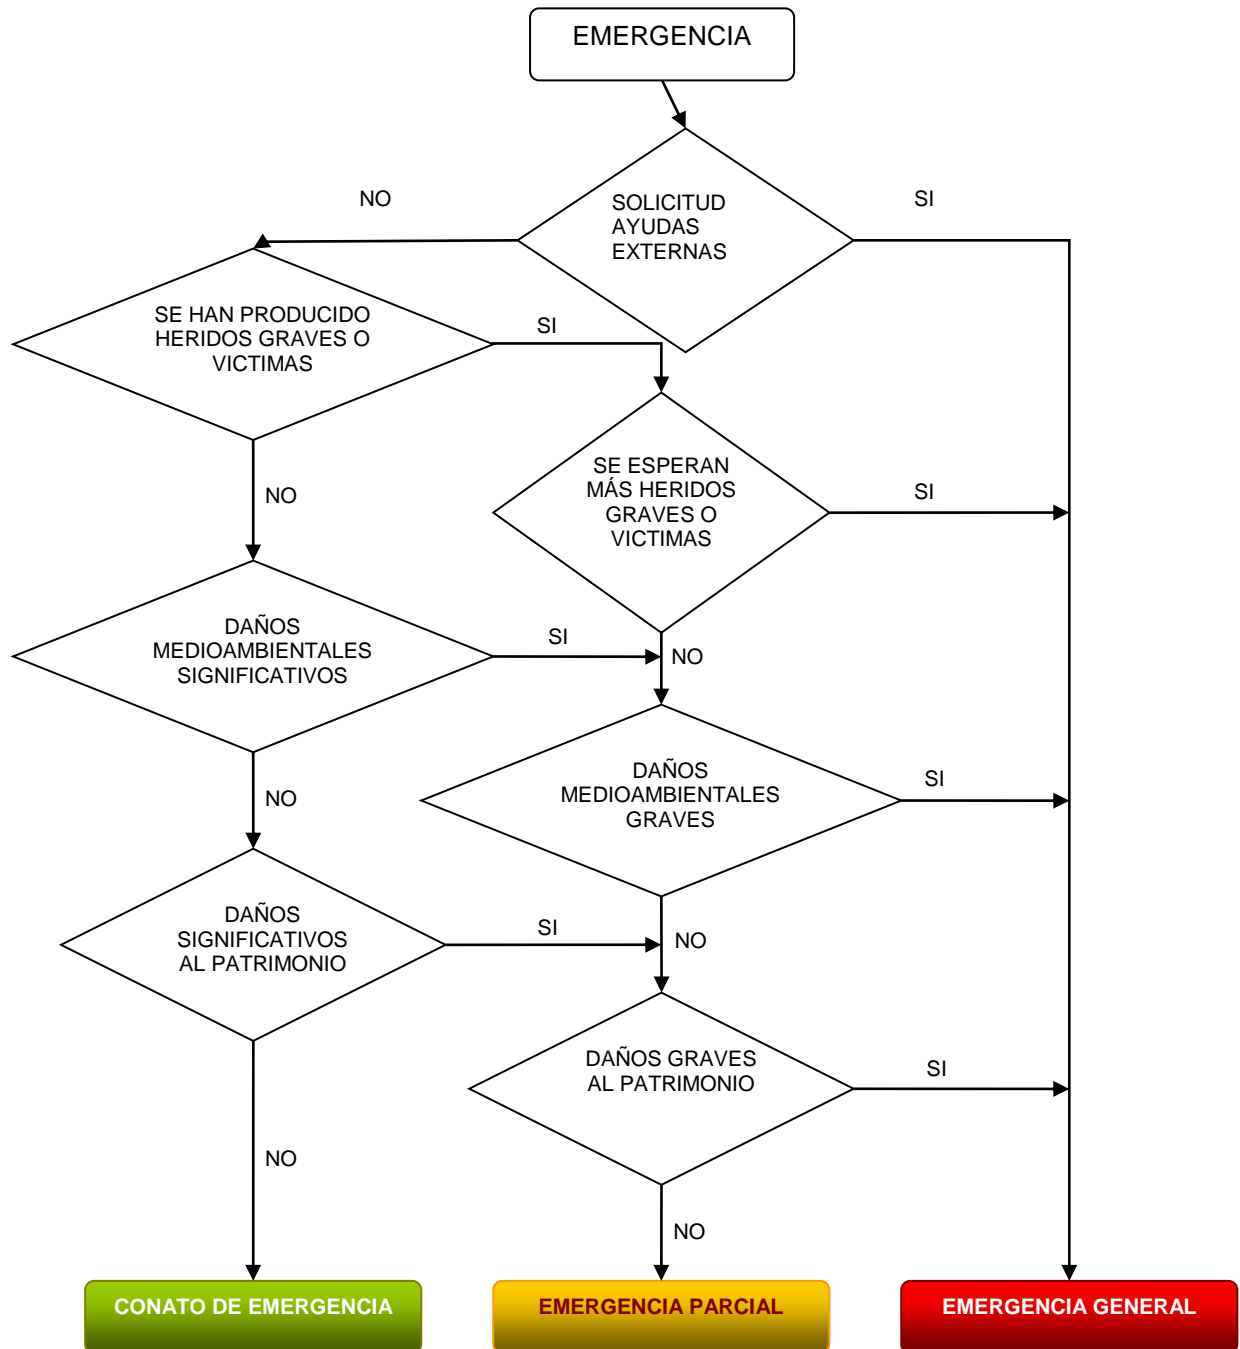 EMERGENCIA
NO
SI
SOLICITUD
AYUDAS
EXTERNAS
SE HAN PRODUCIDO
HERIDOS GRAVES O
VICTIMAS
SI
NO
SE ESPERAN
MÁS HERIDOS
GRAVES O
VICTIMAS
SI
DAÑOS
MEDIOAMBIENTALES
SIGNIFICATIVOS
SI
NO
NO
DAÑOS
MEDIOAMBIENTALES
GRAVES
SI
DAÑOS
SIGNIFICATIVOS
AL PATRIMONIO
SI
NO
NO
DAÑOS GRAVES
AL PATRIMONIO
SI
NO
CONATO DE EMERGENCIA
EMERGENCIA PARCIAL
EMERGENCIA GENERAL